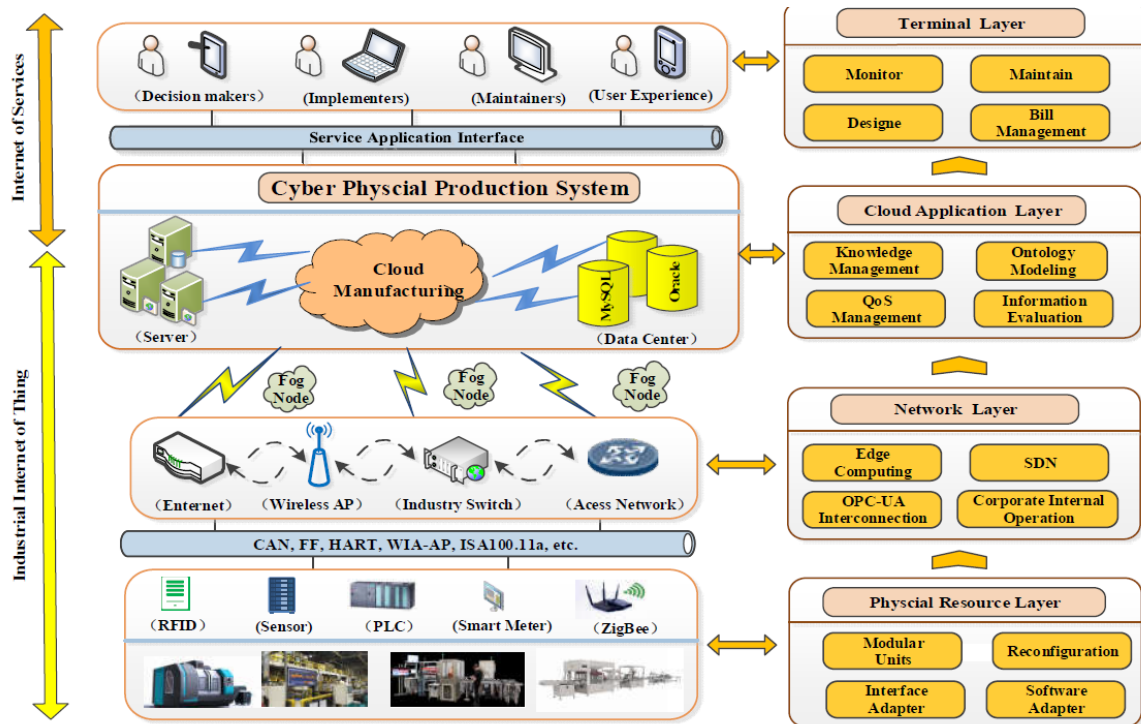 Internet of Services
Industrial Internet of Thing
(Decision makers)
(Implementers)
(Maintainers)
(User Experience)
Service Application Interface
Cyber Physcial Production System
Cloud
Manufacturing
MySQL
Oracle
(Server)
(Data Center)
Fog
Node
Fog
Node
Fog
Node
(Enternet)
(Wireless AP)
(Industry Switch)
(Acess Network)
CAN, FF, HART, WIA-AP, ISA100.11a, etc.
(RFID)
(Sensor)
(PLC)
(Smart Meter)
(ZigBee)
Terminal Layer
Monitor
Maintain
Designe
Bill
Management
Cloud Application Layer
Knowledge
Management
Ontology
Modeling
QoS
Management
Information
Evaluation
Network Layer
Edge
Computing
SDN
OPC-UA
Interconnection
Corporate Internal
Operation
Physcial Resource Layer
Modular
Units
Reconfiguration
Interface
Adapter
Software
Adapter